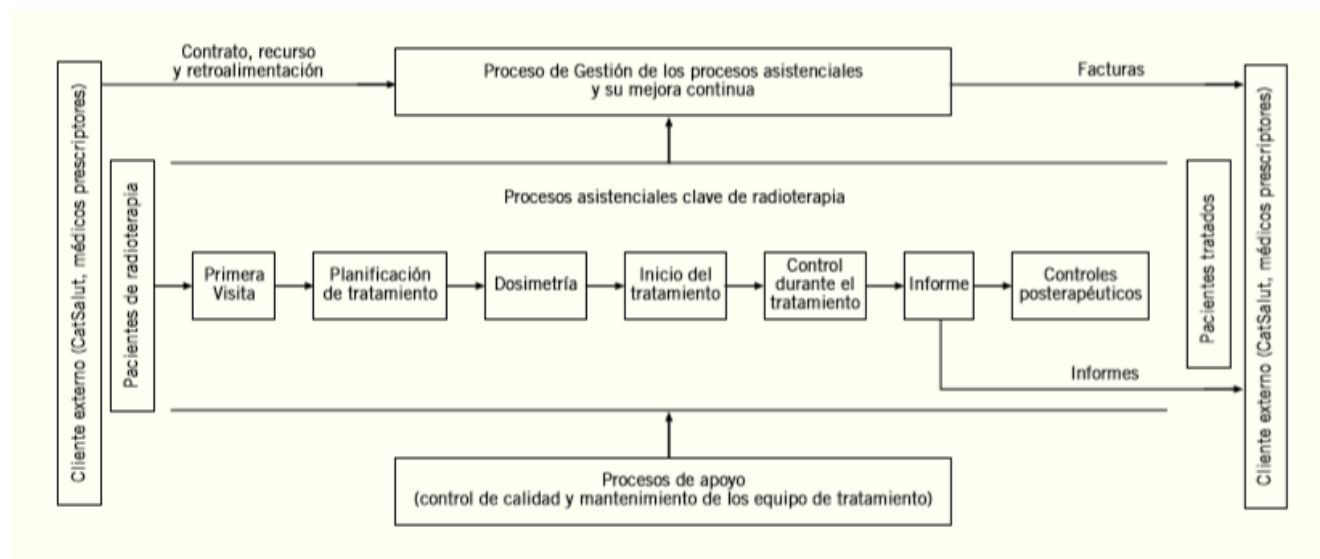 Contrato, recurso
y retroalimentación
Proceso de Gestión de los procesos asistenciales
y su mejora continua
Facturas
Cliente externo (CatSalut, médicos prescriptores)
Pacientes de radioterapia
Procesos asistenciales clave de radioterapia
Primera
Visita
Planificación
de tratamiento
Dosimetría
Inicio del
tratamiento
Control
durante el
tratamiento
Informe
Controles
posterapéuticos
Informes
Pacientes tratados
Cliente externo (CatSalut, médicos prescriptores)
Procesos de apoyo
(control de calidad y mantenimiento de los equipo de tratamiento)